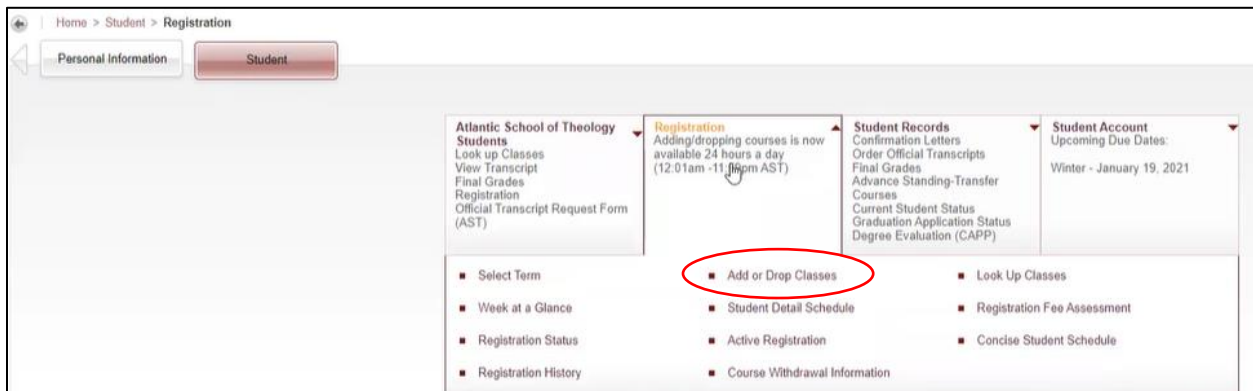 Home > Student > Registration
Personal Information
Student
Atlantic School of Theology
Students
Look up Classes
View Transcript
Final Grades
Registration
Official Transcript Request Form
(AST)
Registration
Adding/dropping courses is now
available 24 hours a day
(12:01am -11: pm AST)
Student Records
Confirmation Letters
Order Official Transcripts
Final Grades
Advance Standing-Transfer
Courses
Current Student Status
Graduation Application Status
Degree Evaluation (CAPP)
Student Account
Upcoming Due Dates:
Winter - January 19, 2021
Select Term
Add or Drop Classes
Look Up Classes
Week at a Glance
Student Detail Schedule
Registration Fee Assessment
Registration Status
Active Registration
Concise Student Schedule
Registration History
Course Withdrawal Information